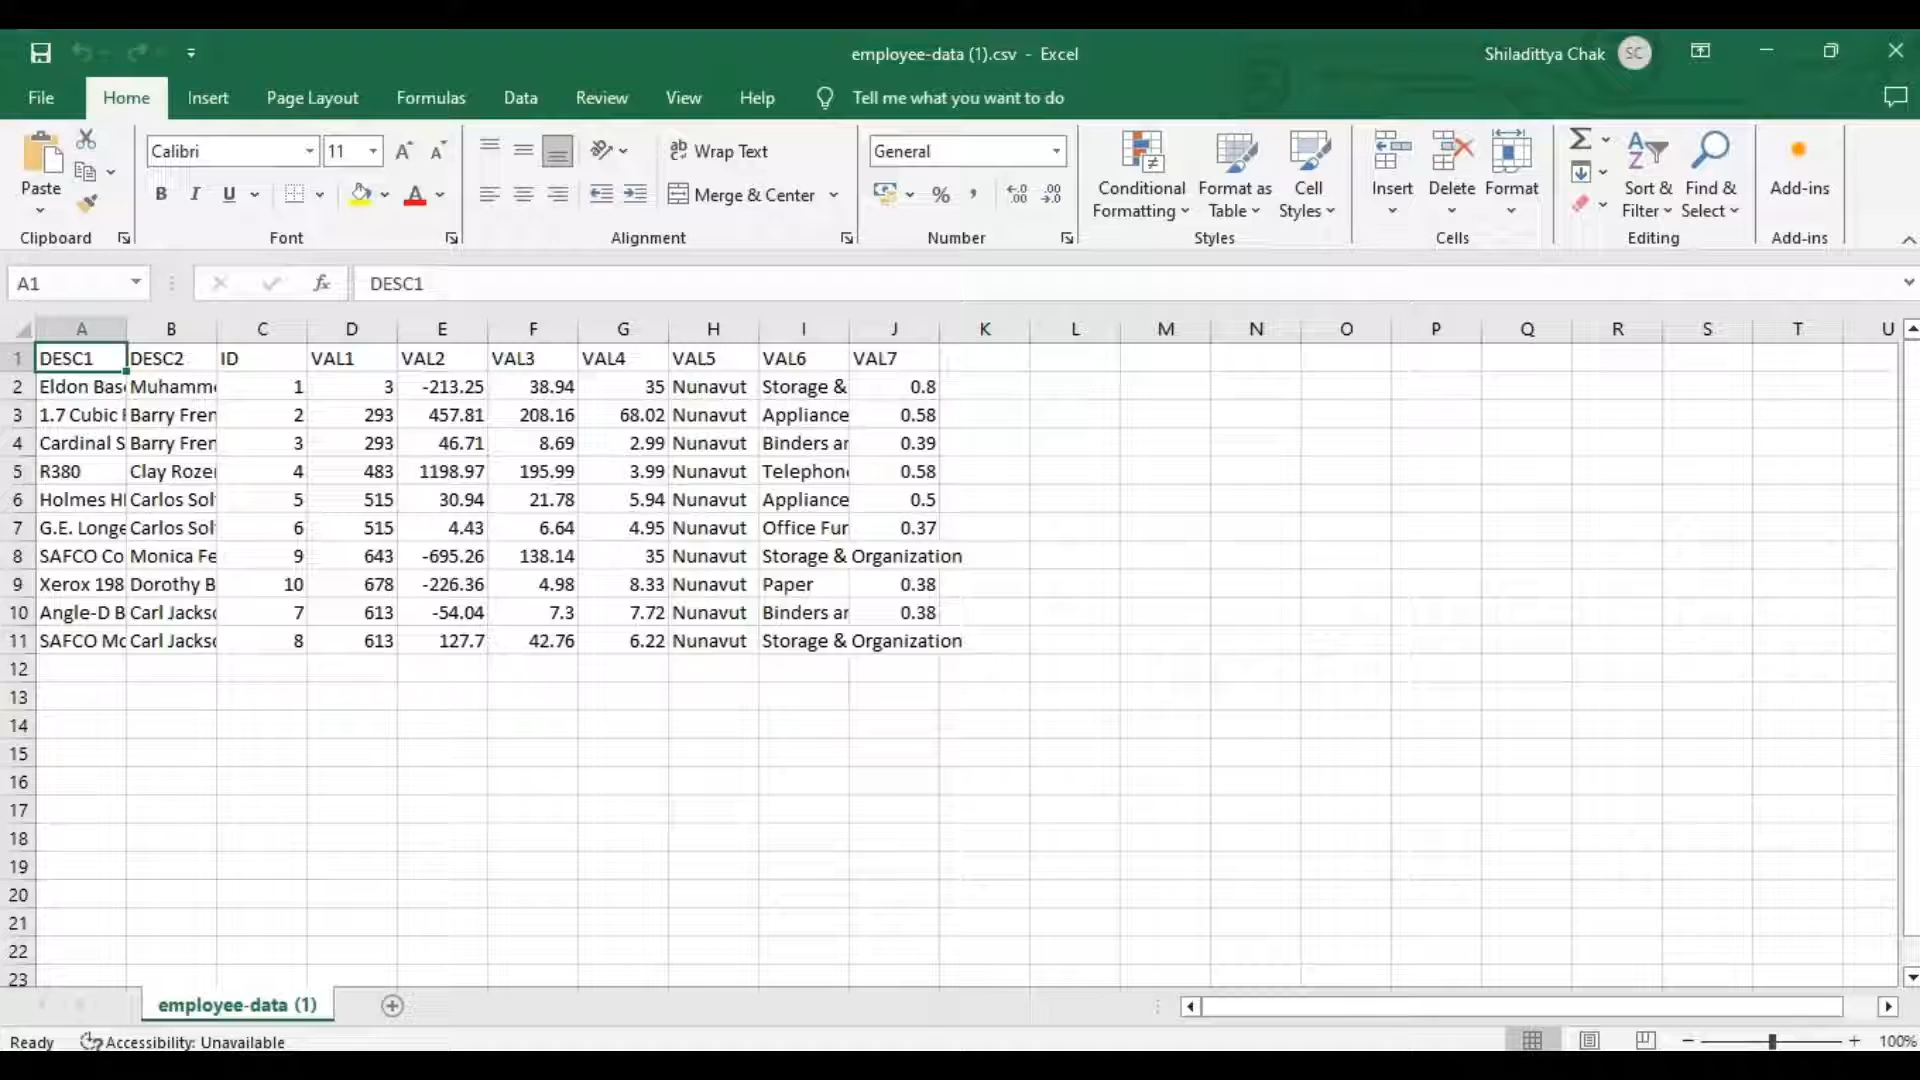 employee-data (1).csv - Excel
Shiladittya Chak SC
File Home Insert Page Layout Formulas Data Review View Help Tell me what you want to do
Paste
Clipboard
Calibri 11
B I U
Font
Wrap Text
Merge & Center
Alignment
General
Number
Conditional Formatting
Format as Table
Cell Styles
Styles
Insert Delete Format
Cells
Sort & Filter
Find & Select
Editing
Add-ins
Add-ins
A1 fx DESC1
A B C D E F G H I J K L M N O P Q R S T U
1 DESC1 DESC2 ID VAL1 VAL2 VAL3 VAL4 VAL5 VAL6 VAL7
2 Eldon Bas Muhamm 1 3 -213.25 38.94 35 Nunavut Storage & 0.8
3 1.7 Cubic Barry Fren 2 293 457.81 208.16 68.02 Nunavut Appliance 0.58
4 Cardinal S Barry Fren 3 293 46.71 8.69 2.99 Nunavut Binders ar 0.39
5 R380 Clay Rozen 4 483 1198.97 195.99 3.99 Nunavut Telephon 0.58
6 Holmes H Carlos Sol 5 515 30.94 21.78 5.94 Nunavut Appliance 0.5
7 G.E. Longe Carlos Sol 6 515 4.43 6.64 4.95 Nunavut Office Fur 0.37
8 SAFCO Co Monica Fe 9 643 -695.26 138.14 35 Nunavut Storage & Organization
9 Xerox 198 Dorothy B 10 678 -226.36 4.98 8.33 Nunavut Paper 0.38
10 Angle-D B Carl Jackso 7 613 -54.04 7.3 7.72 Nunavut Binders ar 0.38
11 SAFCO Mo Carl Jackso 8 613 127.7 42.76 6.22 Nunavut Storage & Organization
12
13
14
15
16
17
18
19
20
21
22
23
employee-data (1)
Ready Accessibility: Unavailable 100%